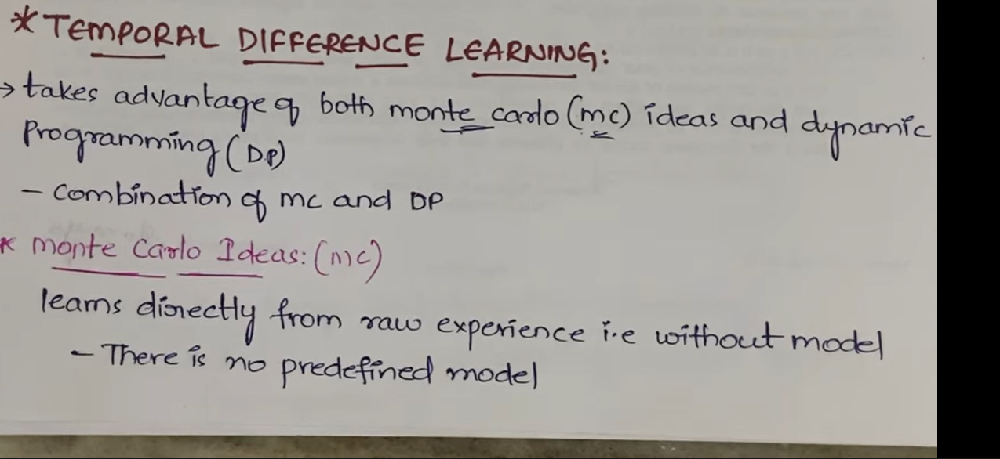 * TEMPORAL DIFFERENCE LEARNING:
→ takes advantage of both monte carlo (mc) ideas and dynamic
Programming (DP)
- combination of mc and DP
* monte Carlo Ideas: (mc)
learns directly from raw experience i.e without model
- There is no predefined model